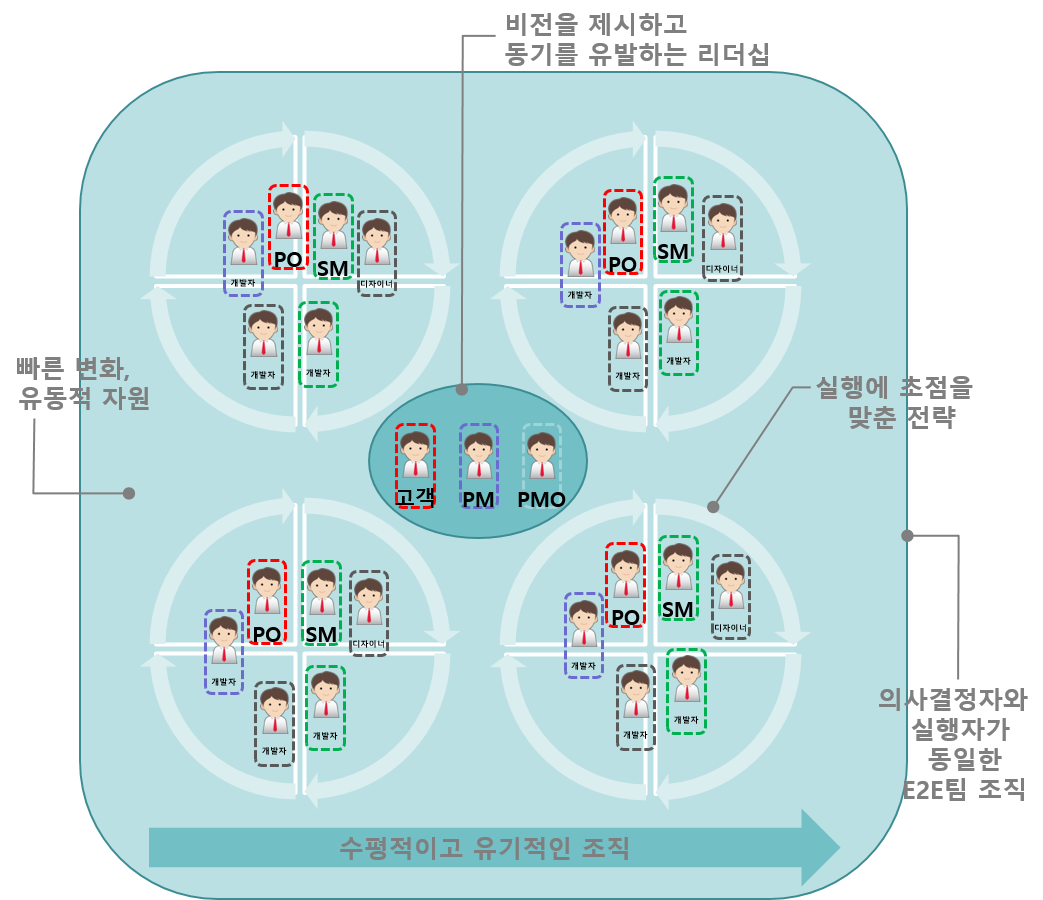 비전을 제시하고
동기를 유발하는 리더십
PO
SM
개발자
디자이너
개발자
개발자
PO
SM
개발자
디자이너
개발자
개발자
빠른 변화,
유동적 자원
실행에 초점을
맞춘 전략
고객
PM
PMO
PO
SM
개발자
디자이너
개발자
개발자
PO
SM
개발자
디자이너
개발자
개발자
의사결정자와
실행자가
동일한
E2E팀 조직
수평적이고 유기적인 조직